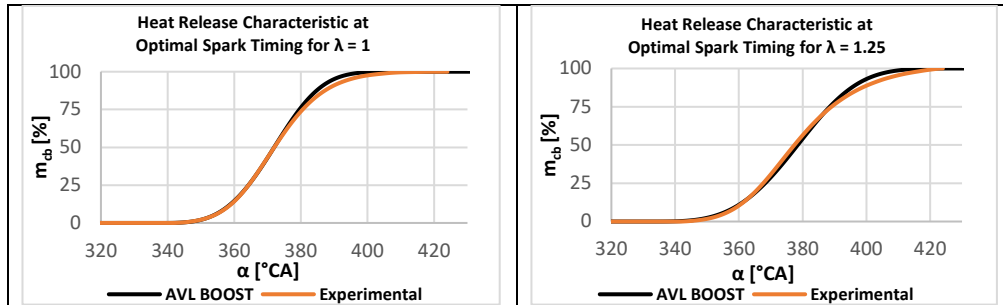 Heat Release Characteristic at
Optimal Spark Timing for λ = 1
100
75
50
25
0
m_cb [%]
320 340 360 380 400 420
α [°CA]
AVL BOOST Experimental
Heat Release Characteristic at
Optimal Spark Timing for λ = 1.25
100
75
50
25
0
m_cb [%]
320 340 360 380 400 420
α [°CA]
AVL BOOST Experimental